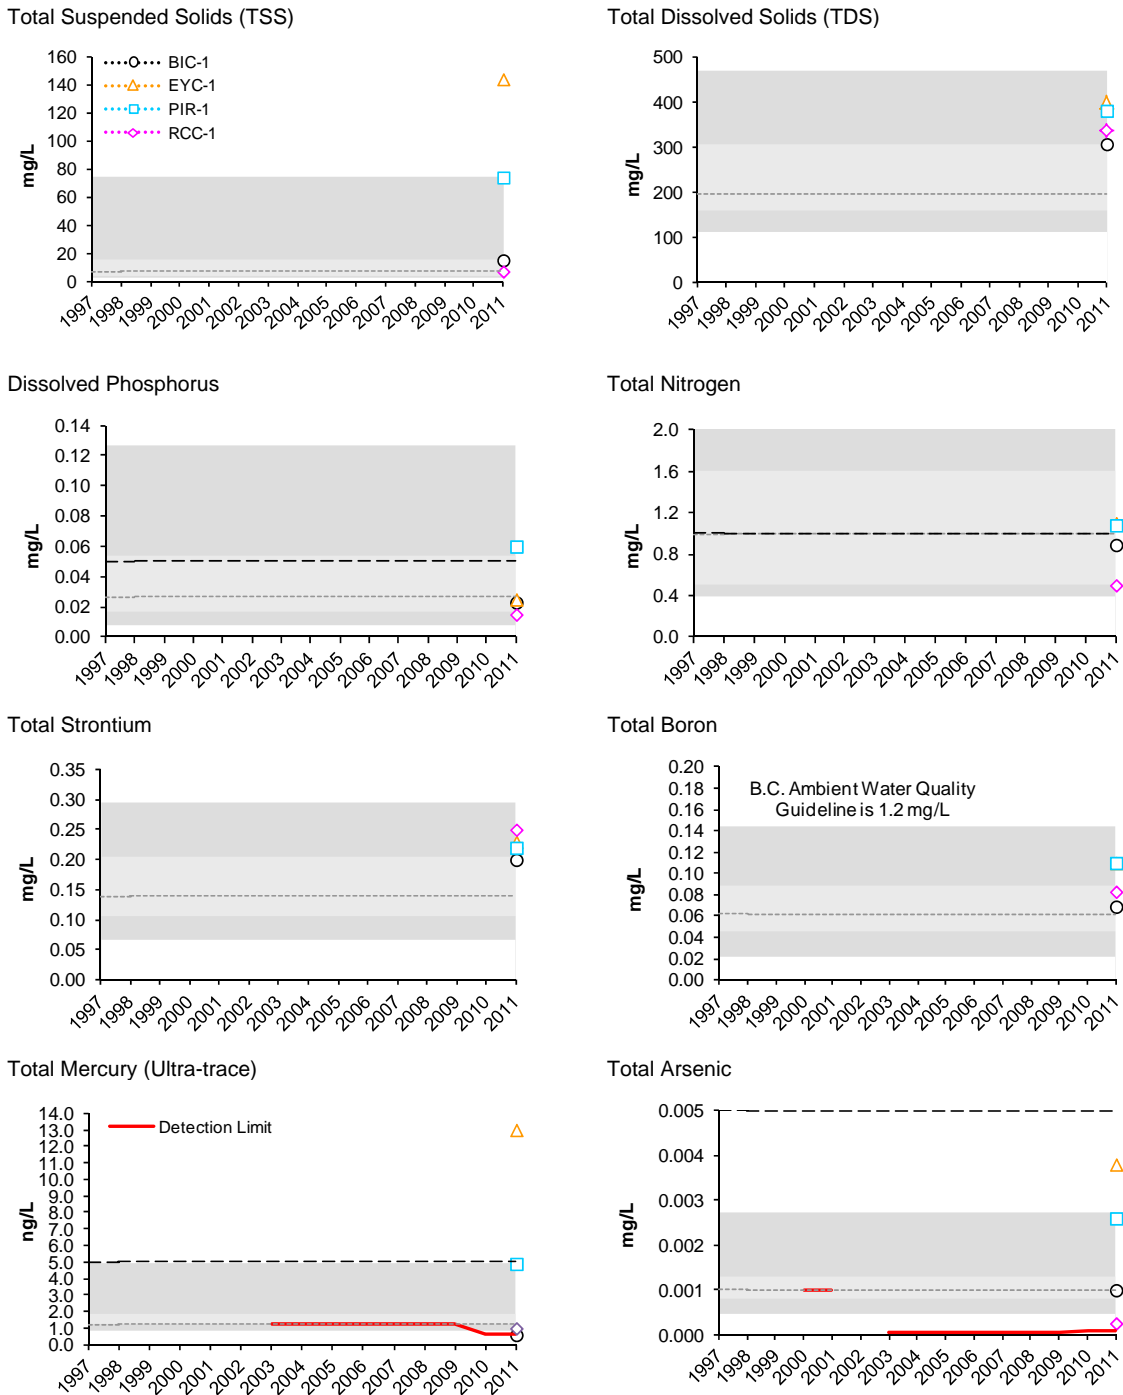 Total Suspended Solids (TSS)
160
140
120
100
80
60
40
20
0
mg/L
BIC-1
EYC-1
PIR-1
RCC-1
1997 1998 1999 2000 2001 2002 2003 2004 2005 2006 2007 2008 2009 2010 2011
Total Dissolved Solids (TDS)
500
400
300
200
100
0
mg/L
1997 1998 1999 2000 2001 2002 2003 2004 2005 2006 2007 2008 2009 2010 2011
Dissolved Phosphorus
0.14
0.12
0.10
0.08
0.06
0.04
0.02
0.00
mg/L
1997 1998 1999 2000 2001 2002 2003 2004 2005 2006 2007 2008 2009 2010 2011
Total Nitrogen
2.0
1.6
1.2
0.8
0.4
0.0
mg/L
1997 1998 1999 2000 2001 2002 2003 2004 2005 2006 2007 2008 2009 2010 2011
Total Strontium
0.35
0.30
0.25
0.20
0.15
0.10
0.05
0.00
mg/L
1997 1998 1999 2000 2001 2002 2003 2004 2005 2006 2007 2008 2009 2010 2011
Total Boron
0.20
0.18
0.16
0.14
0.12
0.10
0.08
0.06
0.04
0.02
0.00
mg/L
B.C. Ambient Water Quality
Guideline is 1.2 mg/L
1997 1998 1999 2000 2001 2002 2003 2004 2005 2006 2007 2008 2009 2010 2011
Total Mercury (Ultra-trace)
14.0
13.0
12.0
11.0
10.0
9.0
8.0
7.0
6.0
5.0
4.0
3.0
2.0
1.0
0.0
ng/L
Detection Limit
1997 1998 1999 2000 2001 2002 2003 2004 2005 2006 2007 2008 2009 2010 2011
Total Arsenic
0.005
0.004
0.003
0.002
0.001
0.000
mg/L
1997 1998 1999 2000 2001 2002 2003 2004 2005 2006 2007 2008 2009 2010 2011